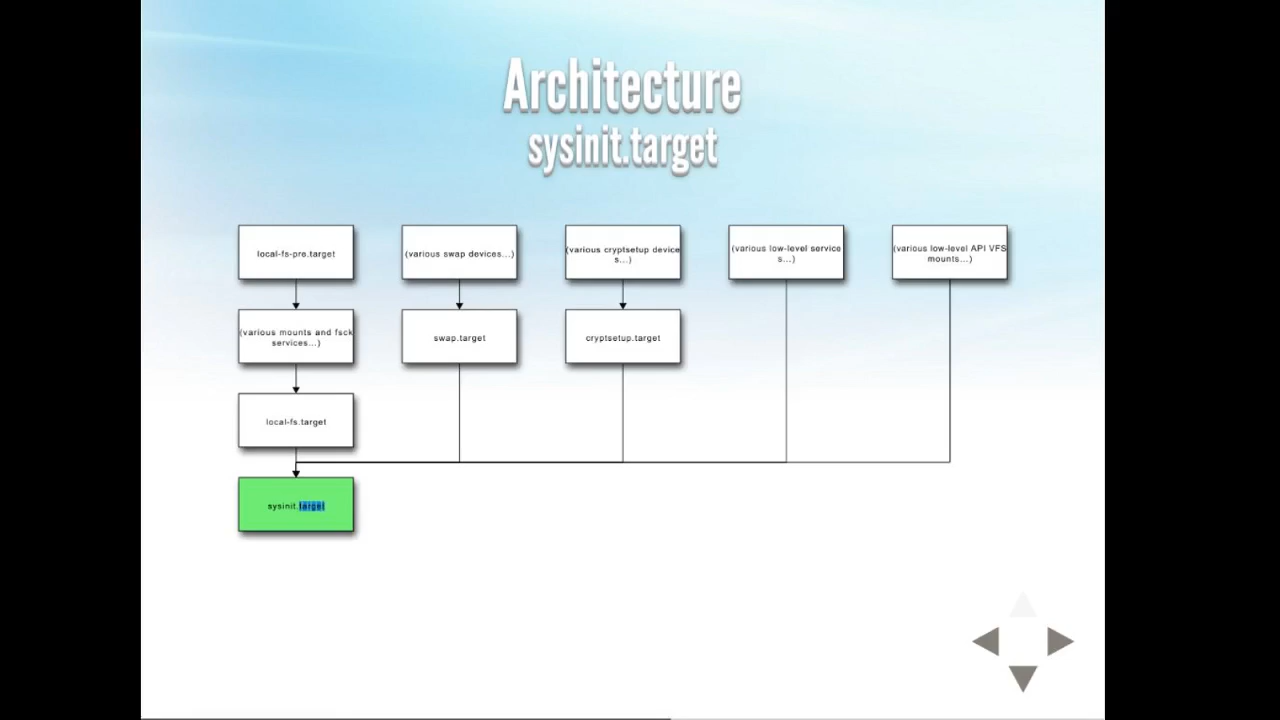 Architecture
sysinit.target
local-fs-pre.target
(various swap devices...)
(various cryptsetup device
s...)
(various low-level service
s...)
(various low-level API VFS
mounts...)
(various mounts and fsck
services...)
swap.target
cryptsetup.target
local-fs.target
sysinit.target